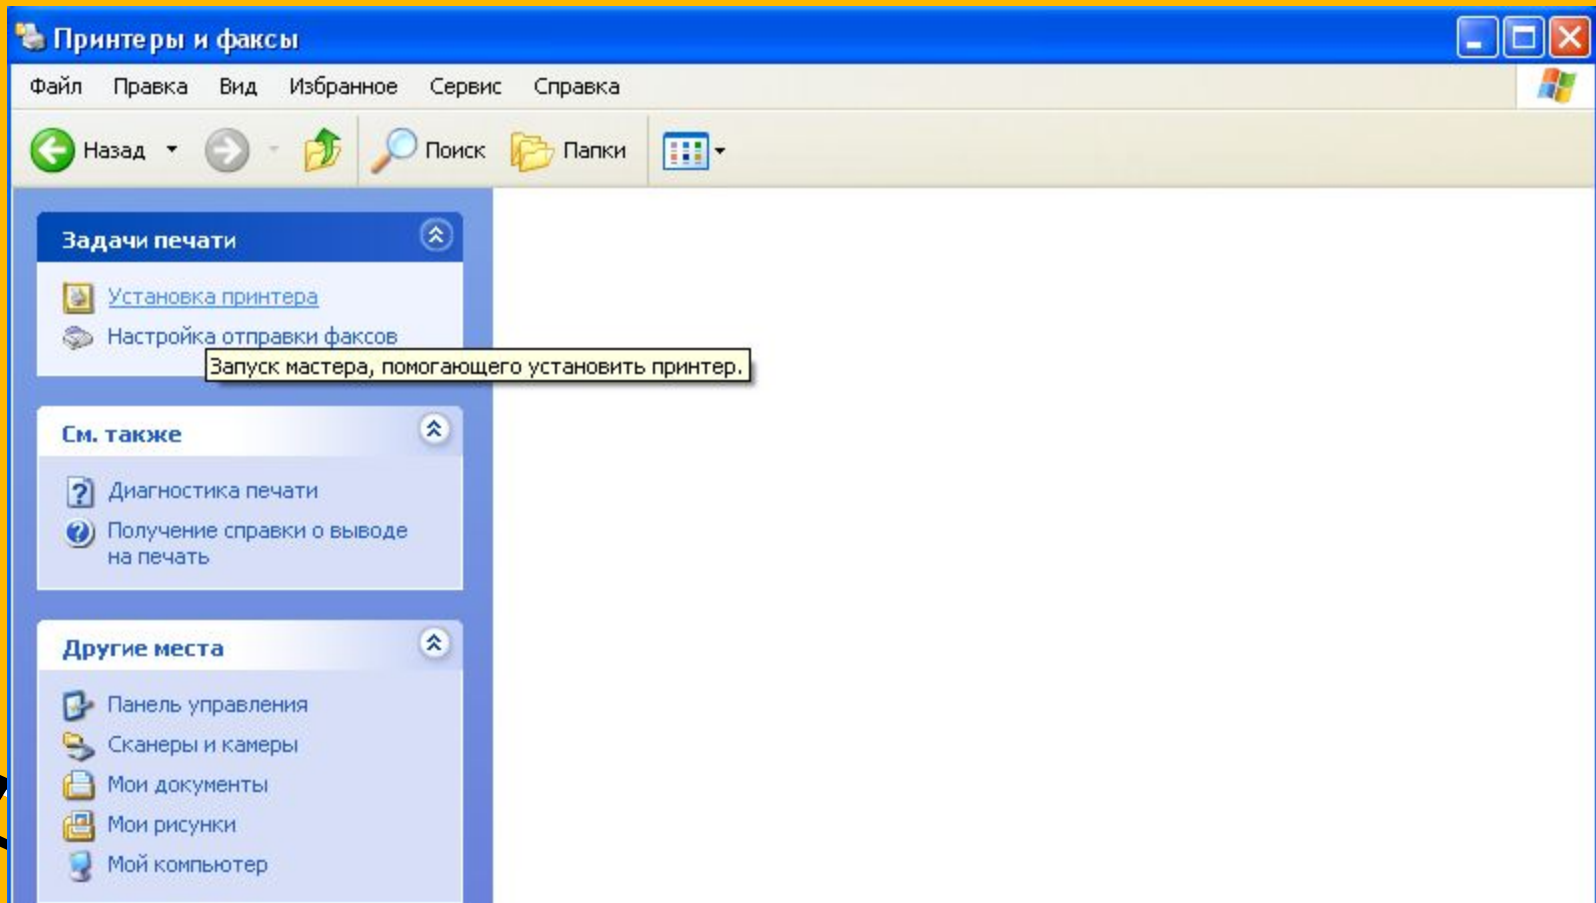 Принтеры и факсы
Файл Правка Вид Избранное Сервис Справка
Назад Поиск Папки
Задачи печати
Установка принтера
Настройка отправки факсов
Запуск мастера, помогающего установить принтер.
См. также
Диагностика печати
Получение справки о выводе
на печать
Другие места
Панель управления
Сканеры и камеры
Мои документы
Мои рисунки
Мой компьютер